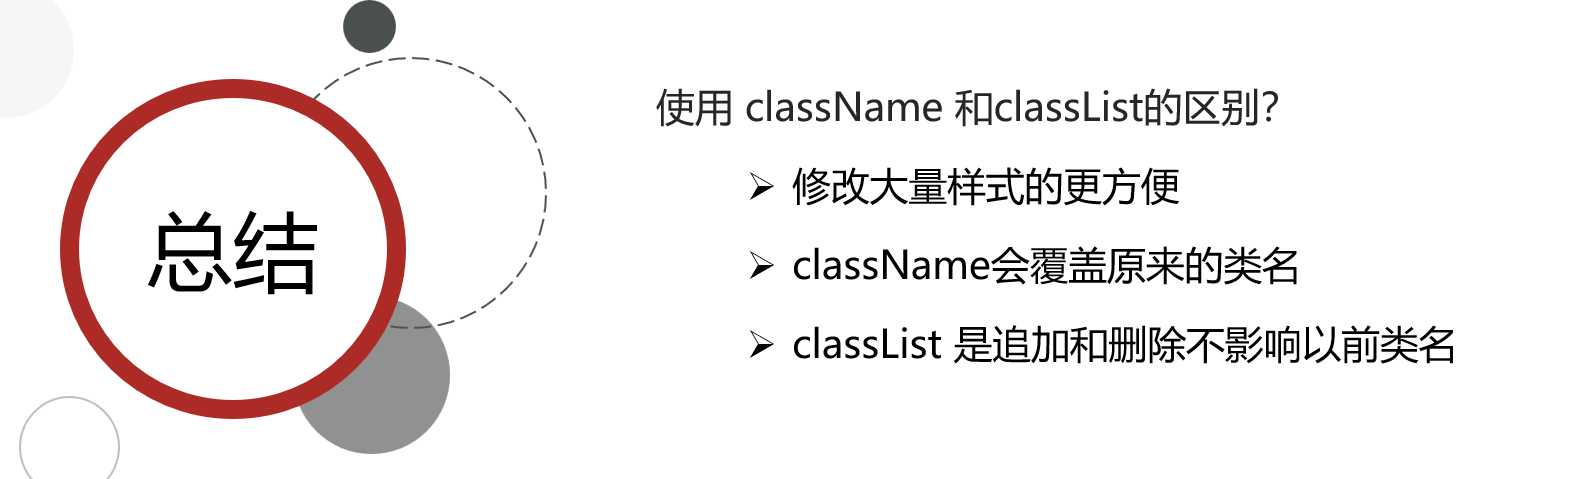 总结
使用 className 和classList的区别？
修改大量样式的更方便
className会覆盖原来的类名
classList 是追加和删除不影响以前类名